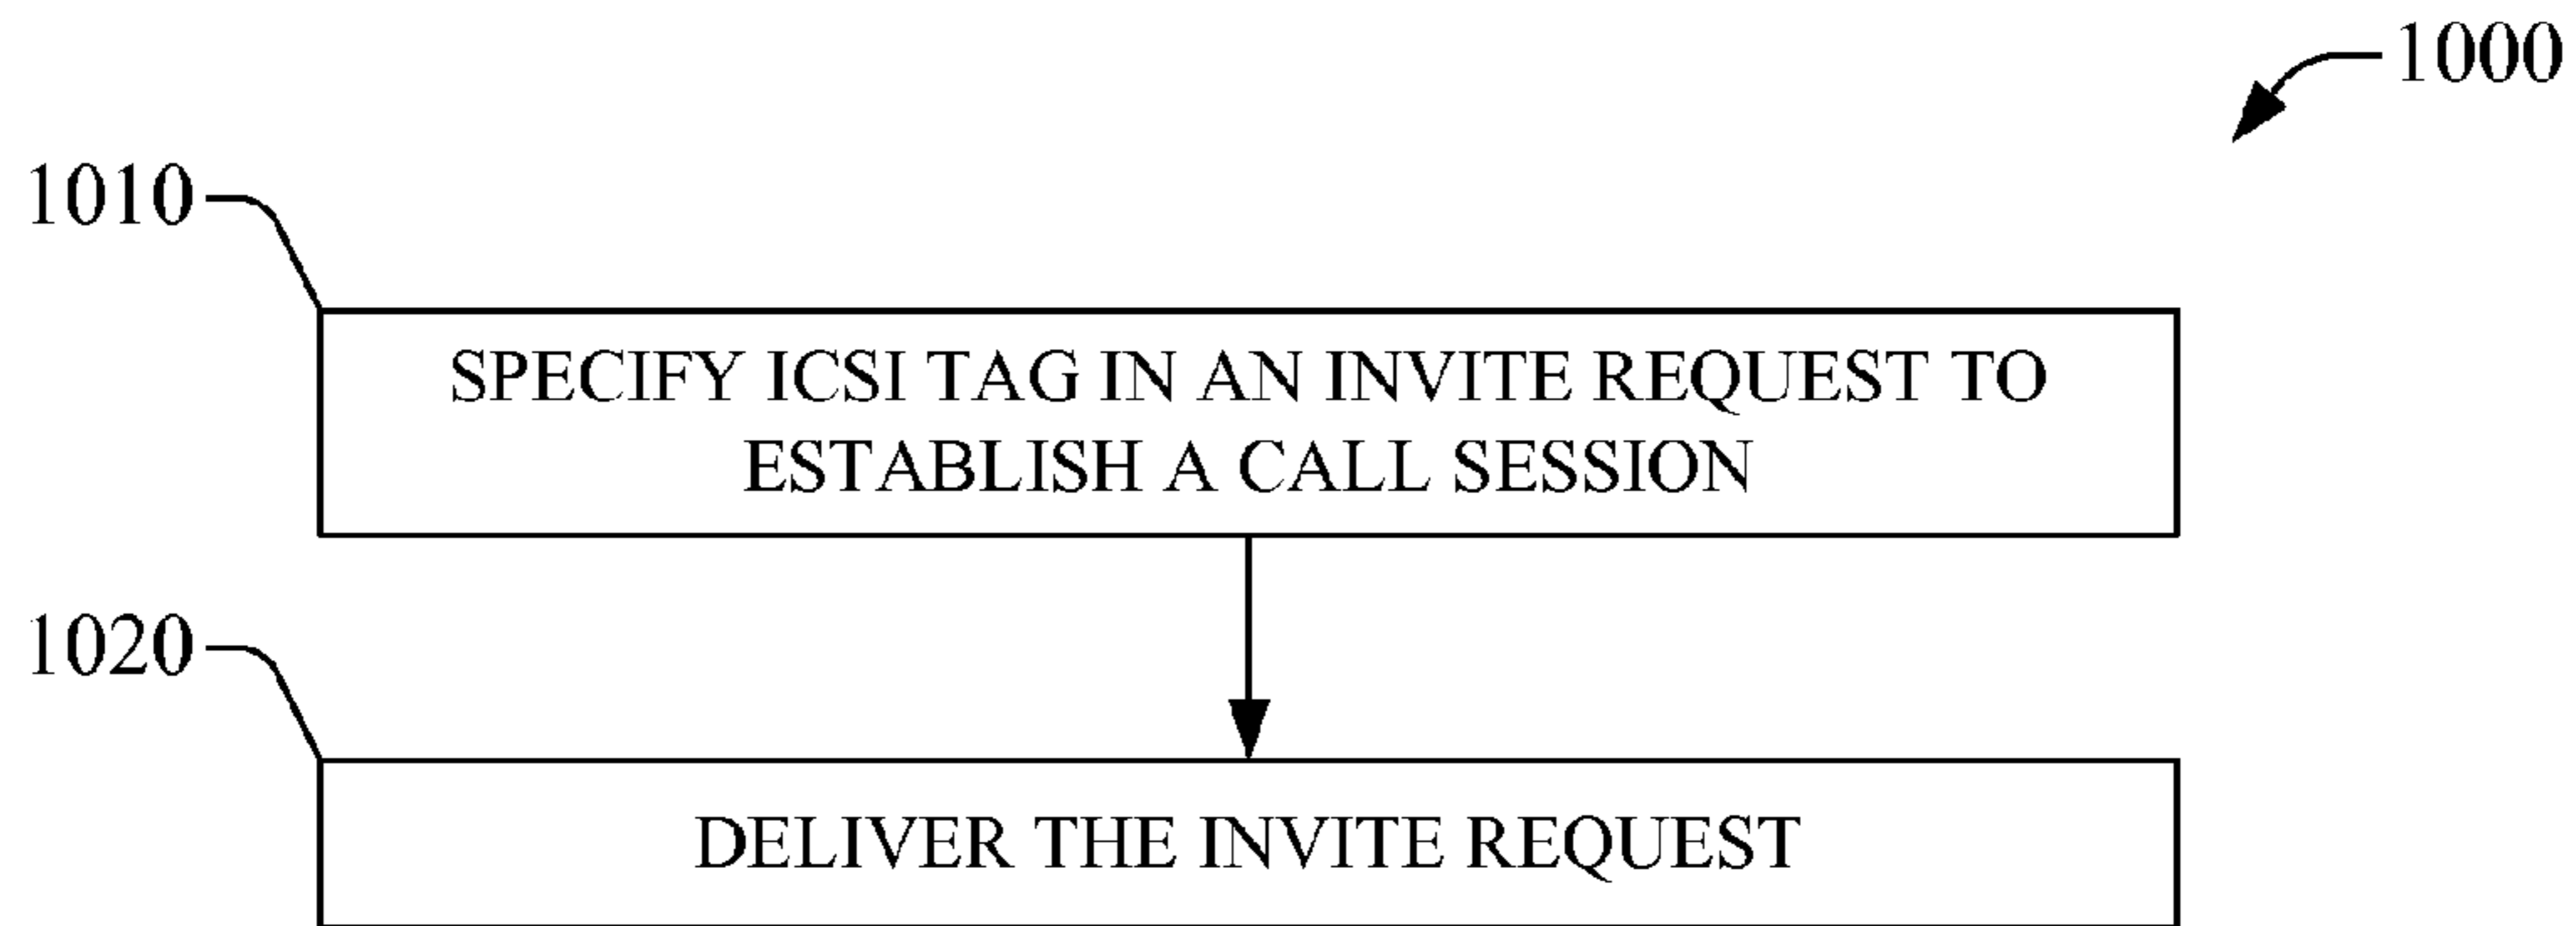 1000
1010
SPECIFY ICSI TAG IN AN INVITE REQUEST TO
ESTABLISH A CALL SESSION
1020
DELIVER THE INVITE REQUEST